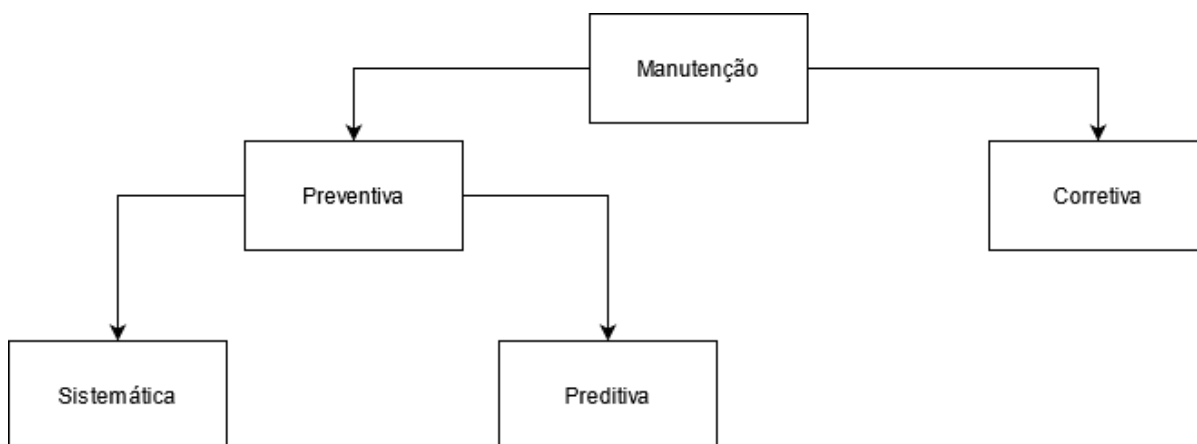 Manutenção
Preventiva
Corretiva
Sistemática
Preditiva